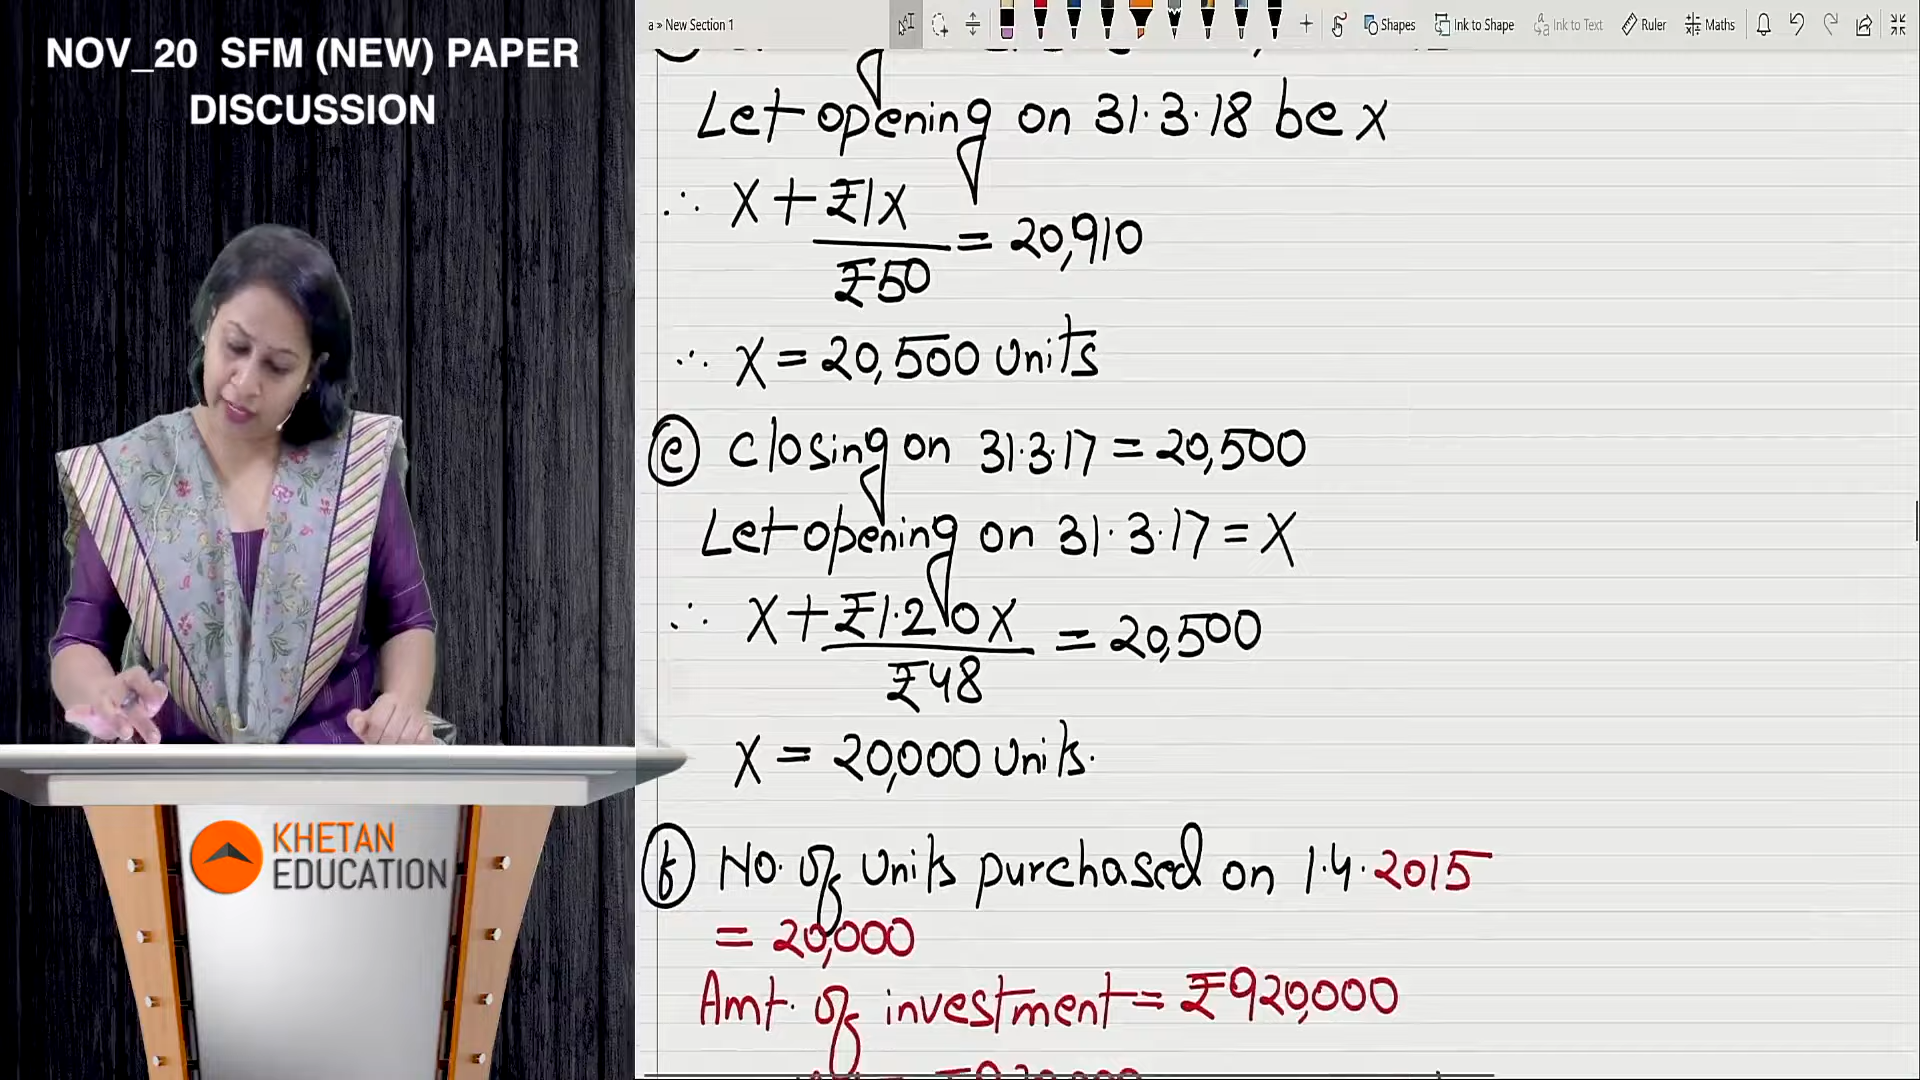 NOV_20 SFM (NEW) PAPER
DISCUSSION
KHETAN
EDUCATION
a » New Section 1
Shapes
Ink to Shape
Ink to Text
Ruler
Maths
Let opening on 31.3.18 be x
∴ x + ₹1x
= 20,910
₹50
∴ x = 20,500 Units
(e) Closing on 31.3.17 = 20,500
Let opening on 31.3.17 = x
∴ x + ₹1.20x
= 20,500
₹48
x = 20,000 Units.
(f) No. of Units purchased on 1.4.2015
= 20,000
Amt. of investment = ₹920,000